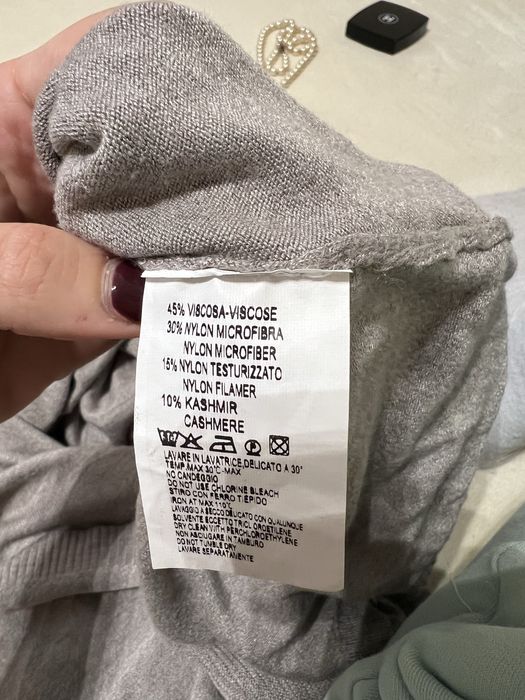 45% VISCOSA-VISCOSE
30% NYLON MICROFIBRA
NYLON MICROFIBER
15% NYLON TESTURIZZATO
NYLON FILAMER
10% KASHMIR
CASHMERE
LAVARE IN LAVATRICE,DELICATO A 30°
TEMP.MAX 30°C-MAX
NO CANDEGGIO
DO NOT USE CHLORINE BLEACH
STIRO CON FERRO TIEPIDO
IRON AT MAX 110°C
LAVAGGIO A SECCO DELICATO CON QUALUNQUE
SOLVENTE ECCETTO TRICLOROETILENE
DRY CLEAN WITH PERCHLOROETHYLENE
NON ASCIUGARE IN TAMBURO
DO NOT TUMBLE DRY
LAVARE SEPARATAMENTE